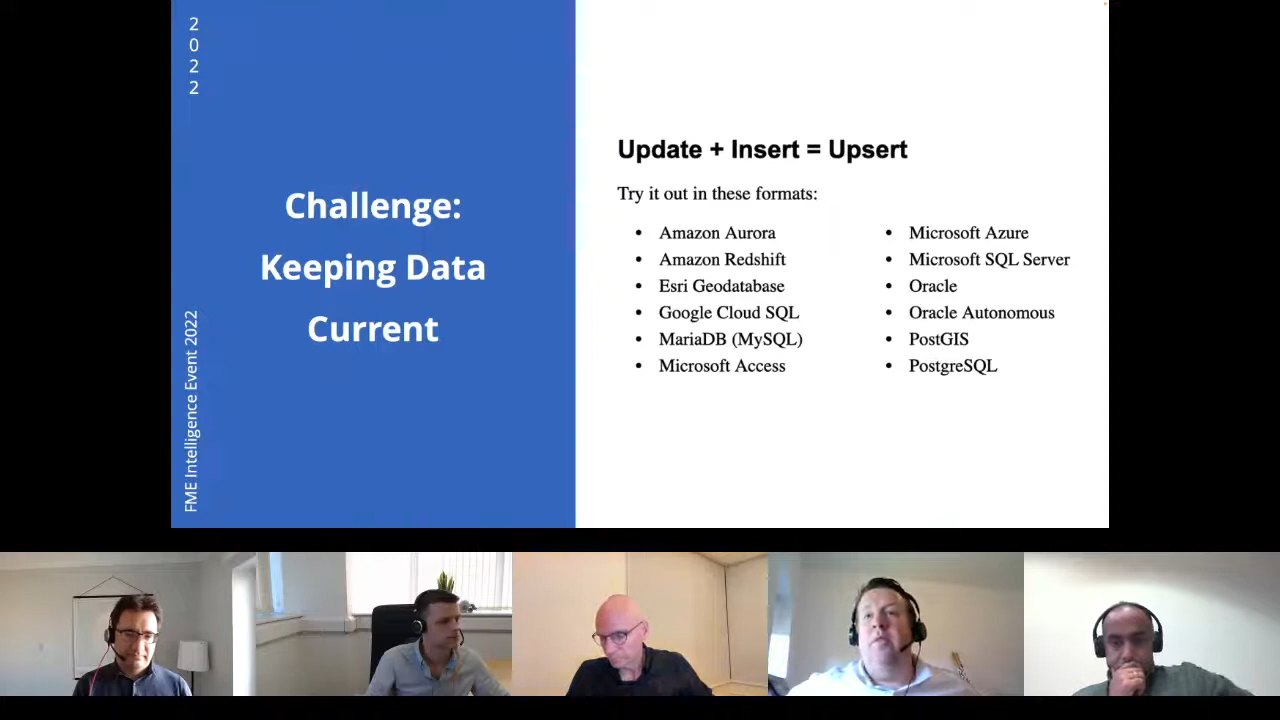 2
0
2
2
FME Intelligence Event 2022
Challenge:
Keeping Data
Current
Update + Insert = Upsert
Try it out in these formats:
• Amazon Aurora
• Amazon Redshift
• Esri Geodatabase
• Google Cloud SQL
• MariaDB (MySQL)
• Microsoft Access
• Microsoft Azure
• Microsoft SQL Server
• Oracle
• Oracle Autonomous
• PostGIS
• PostgreSQL